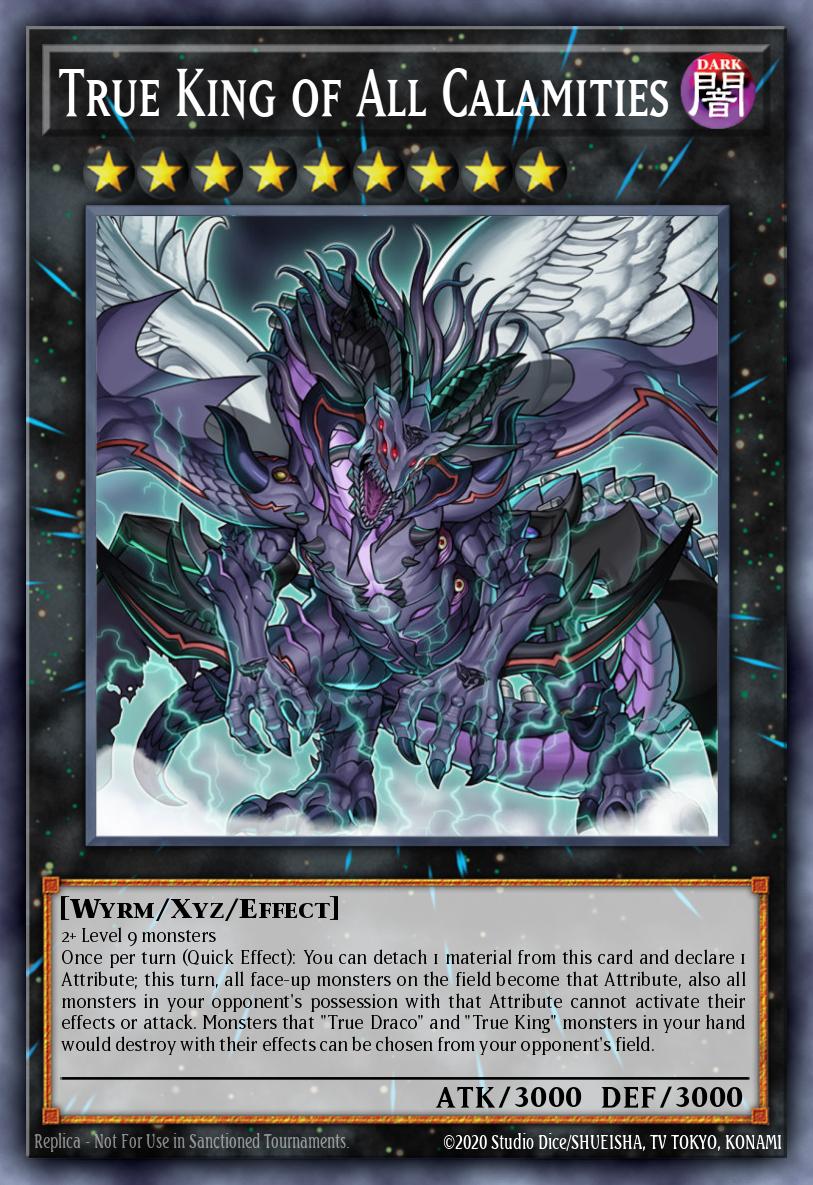 True King of All Calamities
DARK
闇
[Wyrm/Xyz/Effect]
2+ Level 9 monsters
Once per turn (Quick Effect): You can detach 1 material from this card and declare 1
Attribute; this turn, all face-up monsters on the field become that Attribute, also all
monsters in your opponent's possession with that Attribute cannot activate their
effects or attack. Monsters that "True Draco" and "True King" monsters in your hand
would destroy with their effects can be chosen from your opponent's field.
ATK/3000 DEF/3000
Replica - Not For Use in Sanctioned Tournaments.
©2020 Studio Dice/SHUEISHA, TV TOKYO, KONAMI